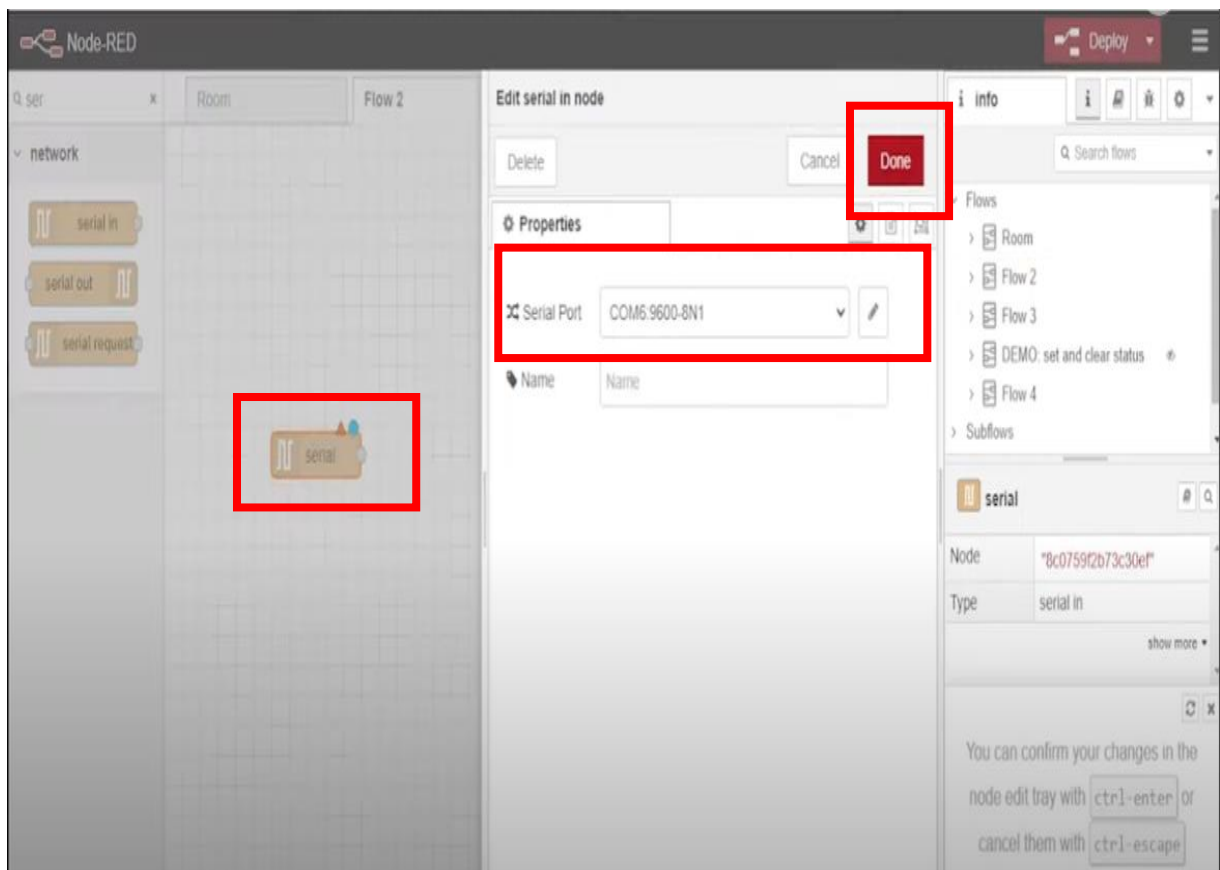 Node-RED
Deploy
ser x
Room
Flow 2
Edit serial in node
i info
network
Delete
Cancel
Done
Search flows
serial in
serial out
serial request
Properties
Flows
Room
Flow 2
Flow 3
DEMO: set and clear status
Flow 4
Subflows
Serial Port
COM6:9600-8N1
Name
Name
serial
serial
Node
"8c0759f2b73c30ef"
Type
serial in
show more
x
You can confirm your changes in the
node edit tray with ctrl-enter or
cancel them with ctrl-escape